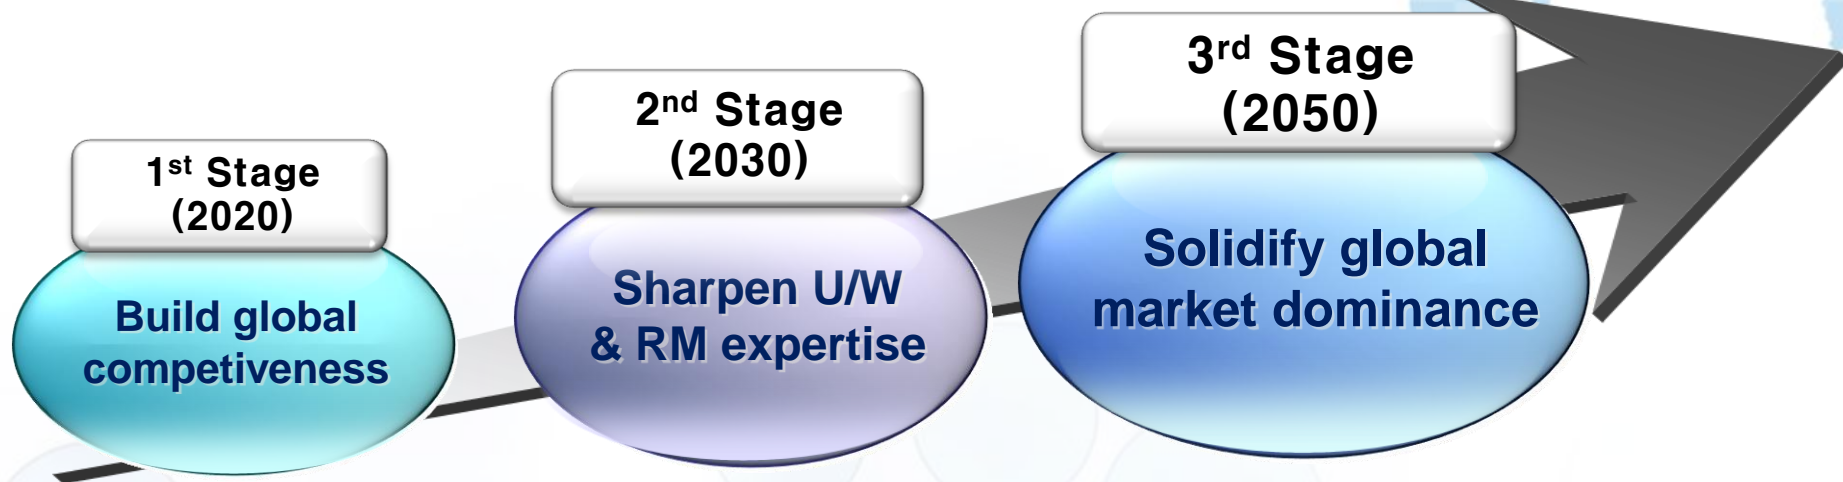 1st Stage
(2020)
Build global
competiveness
2nd Stage
(2030)
Sharpen U/W
& RM expertise
3rd Stage
(2050)
Solidify global
market dominance